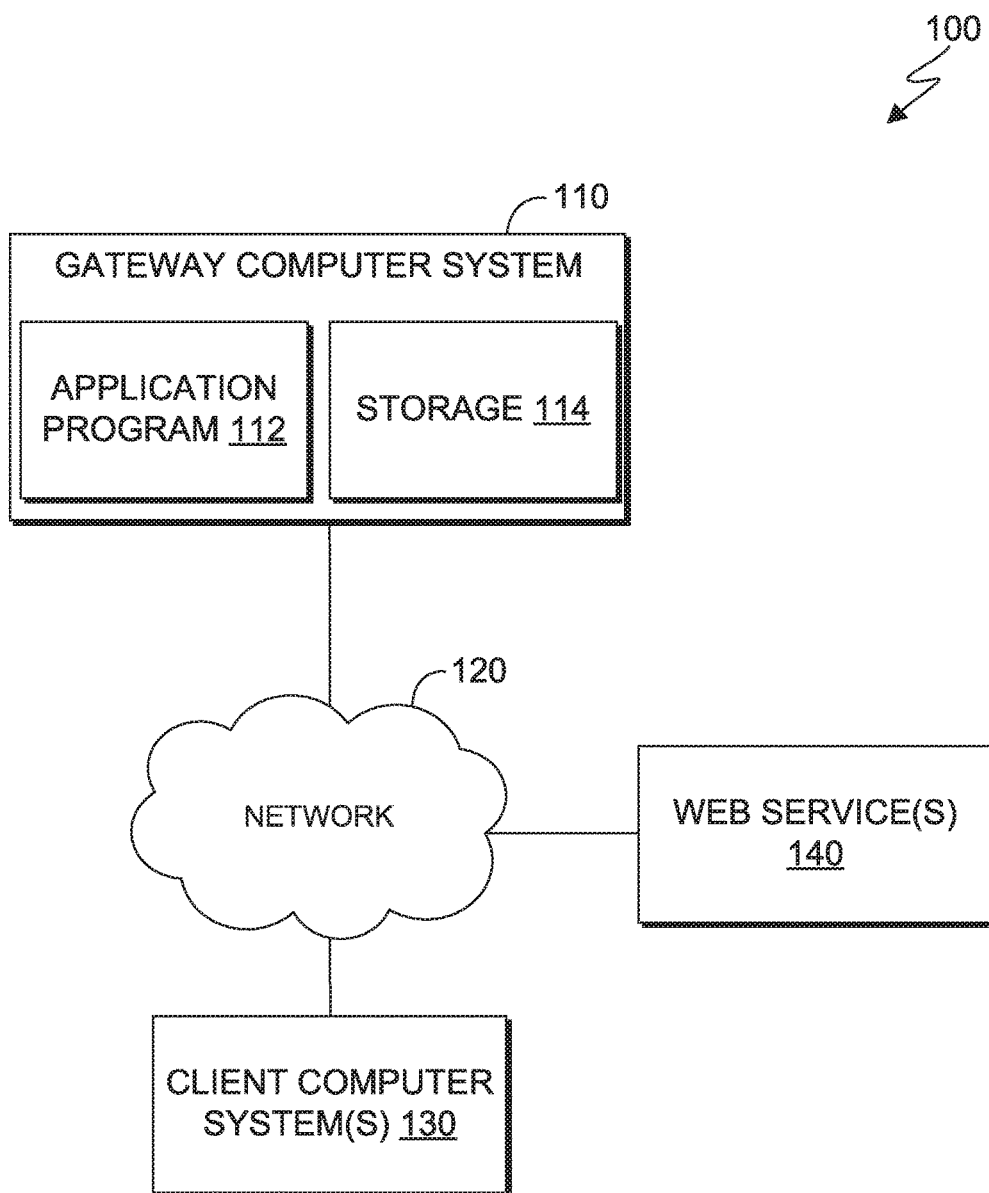 100
110
GATEWAY COMPUTER SYSTEM
APPLICATION
PROGRAM 112
STORAGE 114
120
NETWORK
WEB SERVICE(S)
140
CLIENT COMPUTER
SYSTEM(S) 130